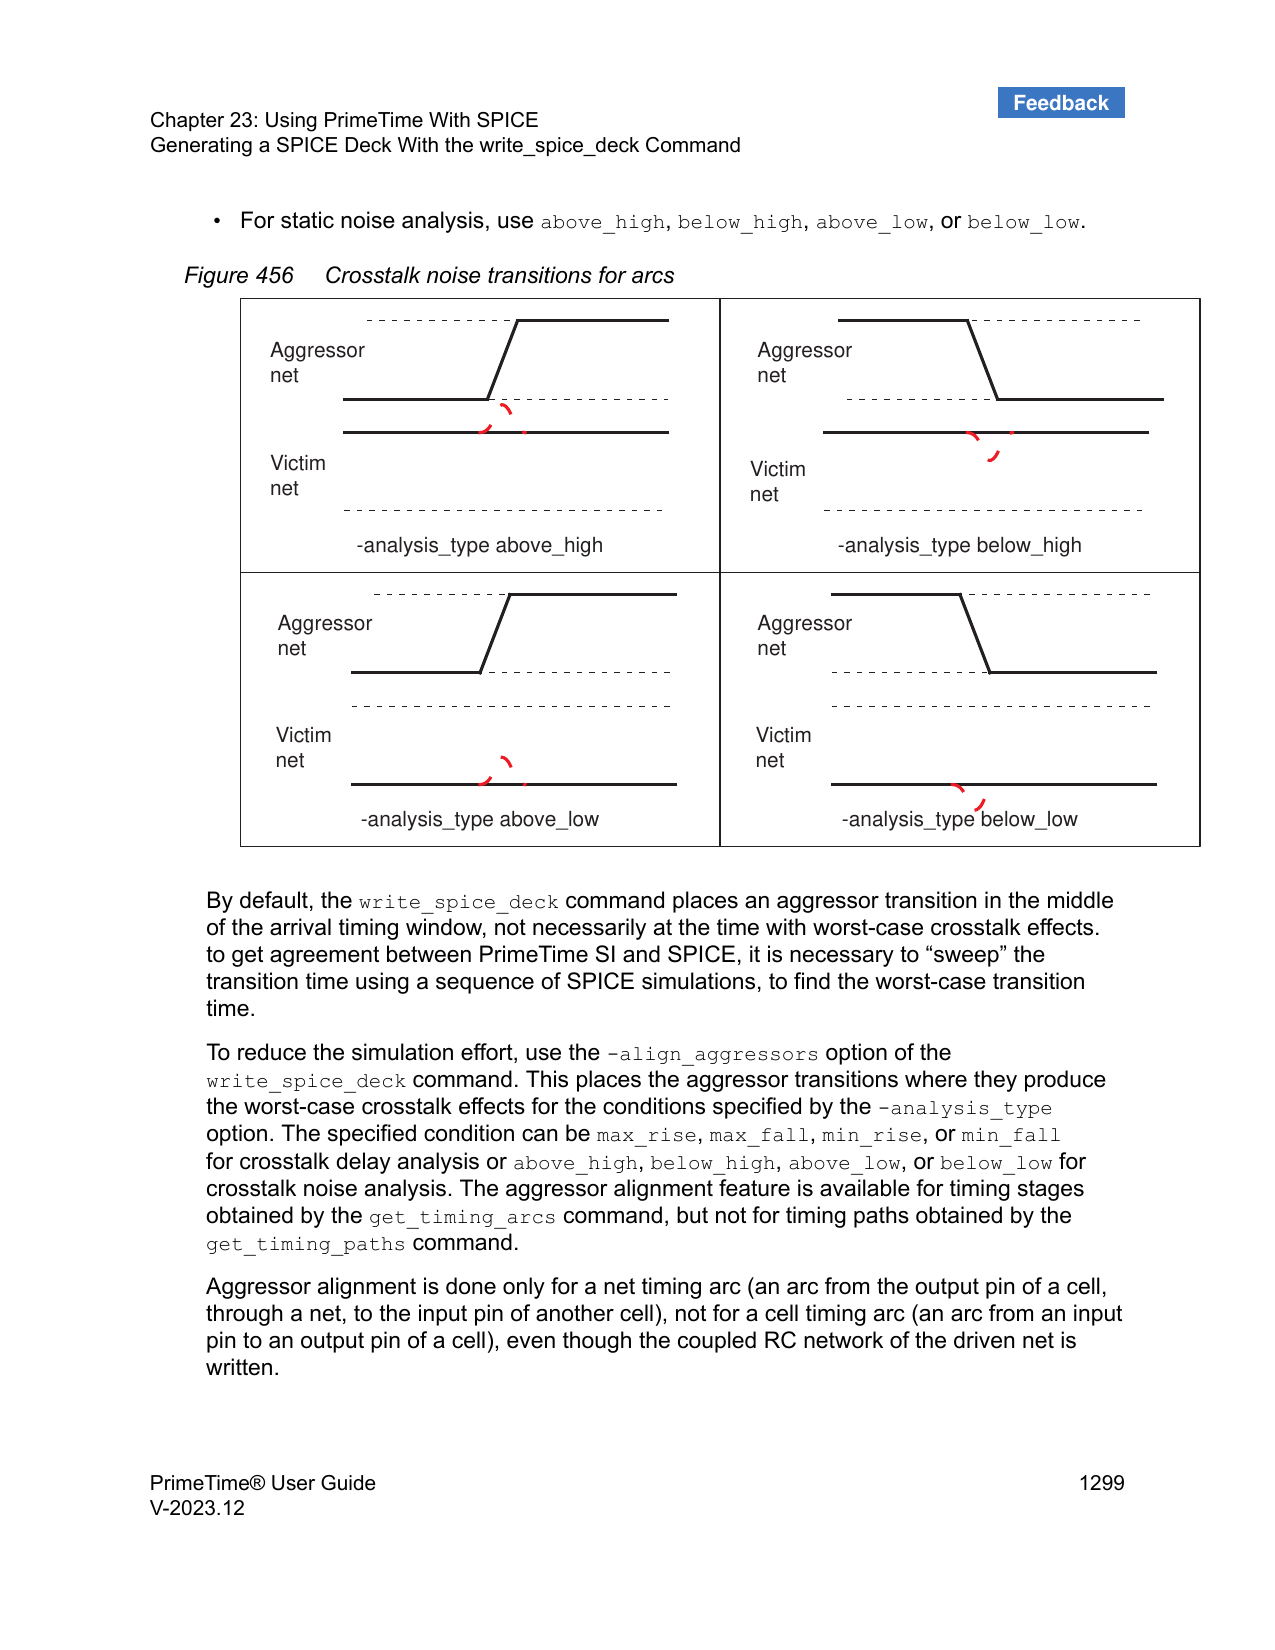 Feedback
Chapter 23: Using PrimeTime With SPICE
Generating a SPICE Deck With the write_spice_deck Command
• For static noise analysis, use above_high, below_high, above_low, or below_low.
Figure 456 Crosstalk noise transitions for arcs
Aggressor
net
Victim
net
-analysis_type above_high
Aggressor
net
Victim
net
-analysis_type below_high
Aggressor
net
Victim
net
-analysis_type above_low
Aggressor
net
Victim
net
-analysis_type below_low
By default, the write_spice_deck command places an aggressor transition in the middle
of the arrival timing window, not necessarily at the time with worst-case crosstalk effects.
to get agreement between PrimeTime SI and SPICE, it is necessary to “sweep” the
transition time using a sequence of SPICE simulations, to find the worst-case transition
time.
To reduce the simulation effort, use the -align_aggressors option of the
write_spice_deck command. This places the aggressor transitions where they produce
the worst-case crosstalk effects for the conditions specified by the -analysis_type
option. The specified condition can be max_rise, max_fall, min_rise, or min_fall
for crosstalk delay analysis or above_high, below_high, above_low, or below_low for
crosstalk noise analysis. The aggressor alignment feature is available for timing stages
obtained by the get_timing_arcs command, but not for timing paths obtained by the
get_timing_paths command.
Aggressor alignment is done only for a net timing arc (an arc from the output pin of a cell,
through a net, to the input pin of another cell), not for a cell timing arc (an arc from an input
pin to an output pin of a cell), even though the coupled RC network of the driven net is
written.
PrimeTime® User Guide
V-2023.12
1299